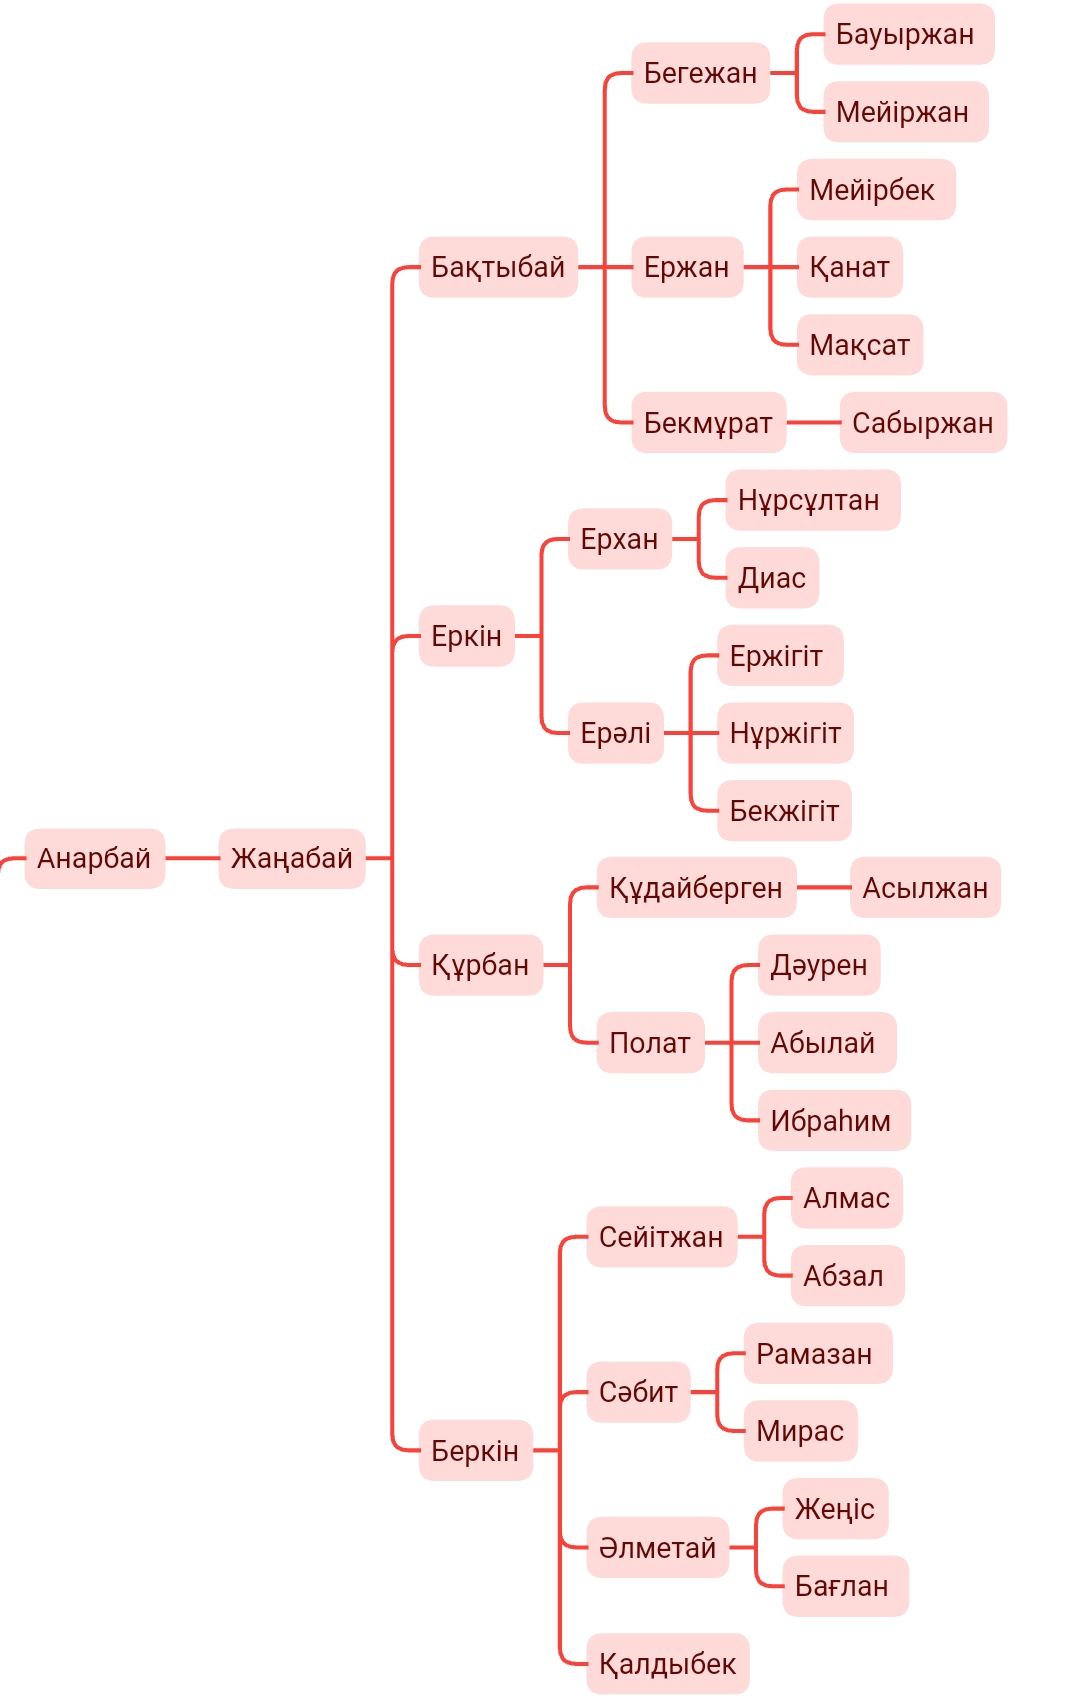 Бауыржан
Бегежан
Мейіржан
Мейірбек
Бақтыбай
Ержан
Қанат
Мақсат
Бекмұрат
Сабыржан
Нұрсұлтан
Ерхан
Диас
Еркін
Ержігіт
Ерәлі
Нұржігіт
Бекжігіт
Анарбай
Жаңабай
Құдайберген
Асылжан
Құрбан
Дәурен
Полат
Абылай
Ибраһим
Алмас
Сейітжан
Абзал
Рамазан
Сәбит
Мирас
Беркін
Жеңіс
Әлметай
Бағлан
Қалдыбек